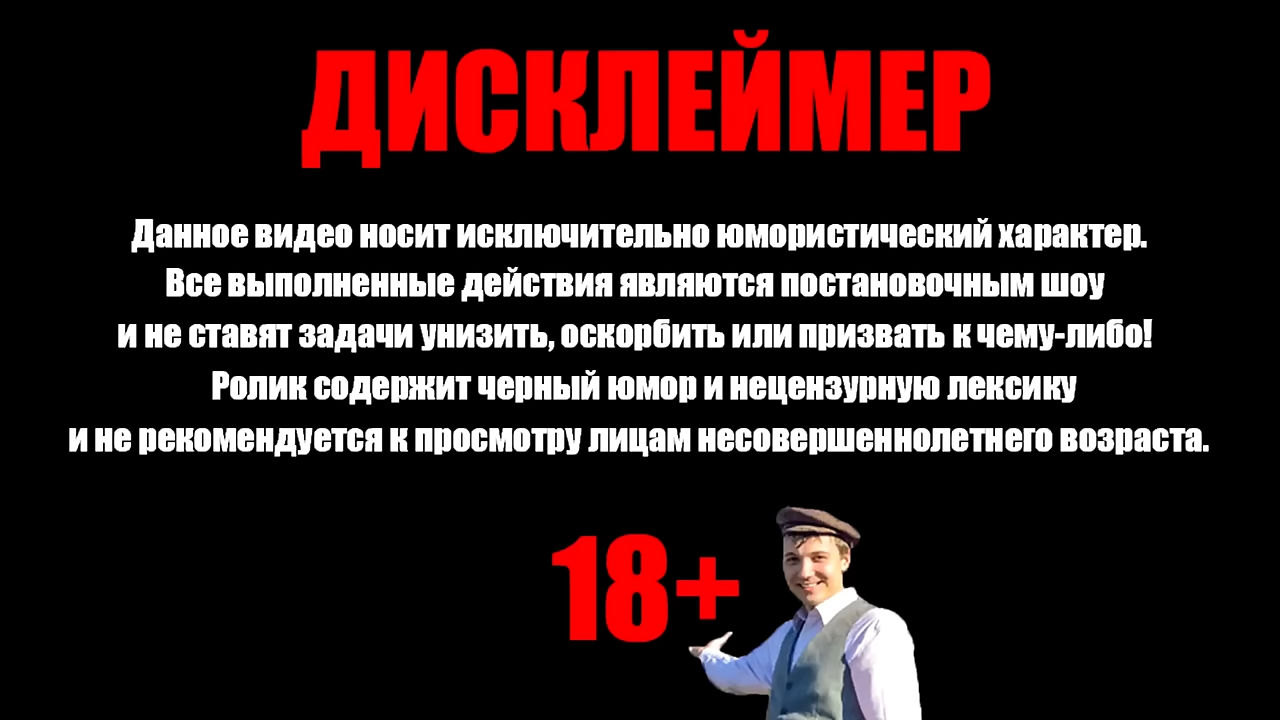 ДИСКЛЕЙМЕР
Данное видео носит исключительно юмористический характер.
Все выполненные действия являются постановочным шоу
и не ставят задачи унизить, оскорбить или призвать к чему-либо!
Ролик содержит черный юмор и нецензурную лексику
и не рекомендуется к просмотру лицам несовершеннолетнего возраста.
18+